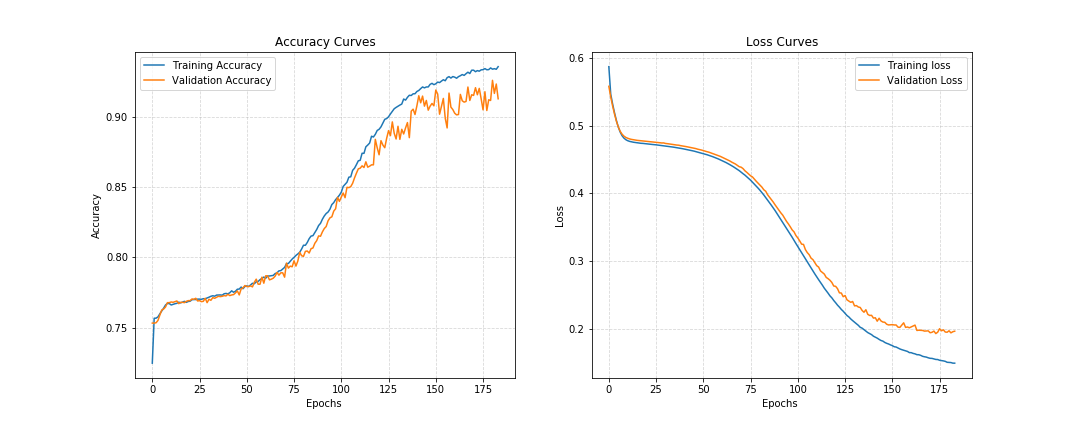 Accuracy Curves
Training Accuracy
Validation Accuracy
0.90
0.85
0.80
0.75
Accuracy
0 25 50 75 100 125 150 175
Epochs
Loss Curves
Training loss
Validation Loss
0.6
0.5
0.4
0.3
0.2
Loss
0 25 50 75 100 125 150 175
Epochs